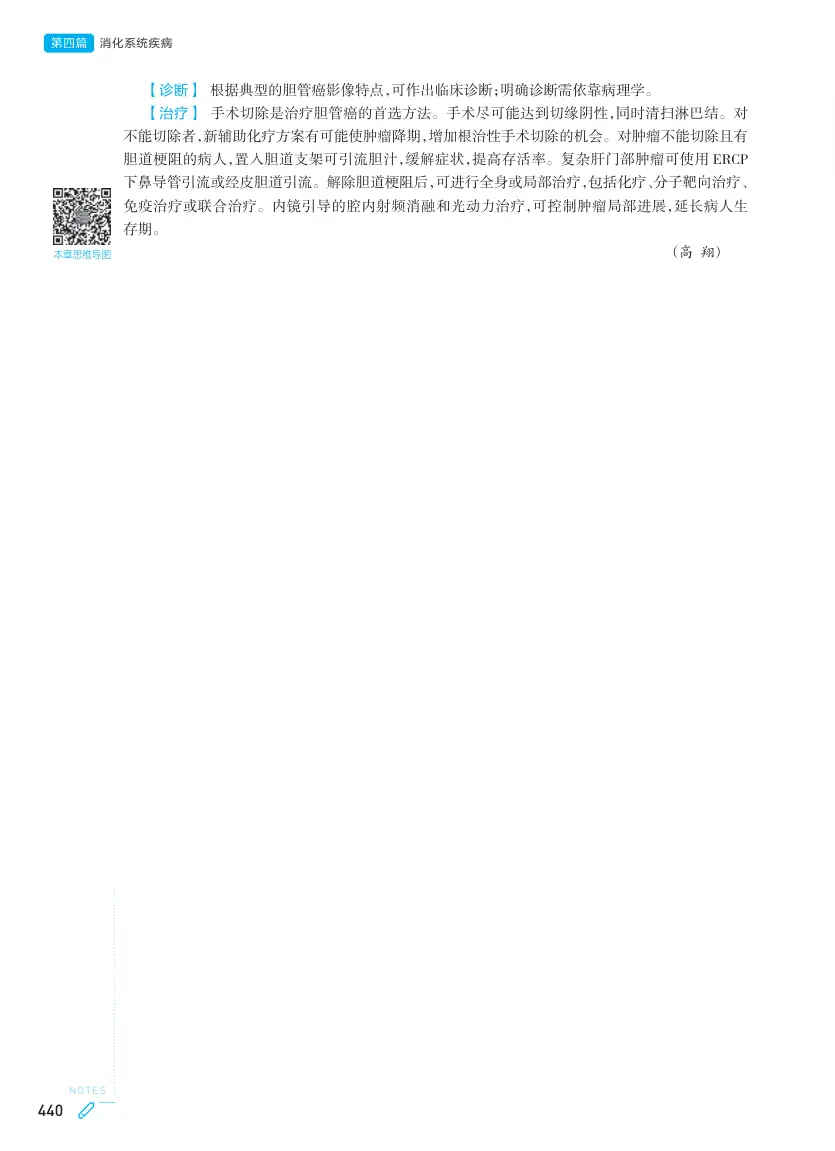 第四篇 消化系统疾病
【诊断】 根据典型的胆管癌影像特点，可作出临床诊断；明确诊断需依靠病理学。
【治疗】 手术切除是治疗胆管癌的首选方法。手术尽可能达到切缘阴性，同时清扫淋巴结。对
不能切除者，新辅助化疗方案有可能使肿瘤降期，增加根治性手术切除的机会。对肿瘤不能切除且有
胆道梗阻的病人，置入胆道支架可引流胆汁，缓解症状，提高存活率。复杂肝门部肿瘤可使用 ERCP
下鼻导管引流或经皮胆道引流。解除胆道梗阻后，可进行全身或局部治疗，包括化疗、分子靶向治疗、
免疫治疗或联合治疗。内镜引导的腔内射频消融和光动力治疗，可控制肿瘤局部进展，延长病人生
存期。
（高 翔）
本章思维导图
NOTES
440